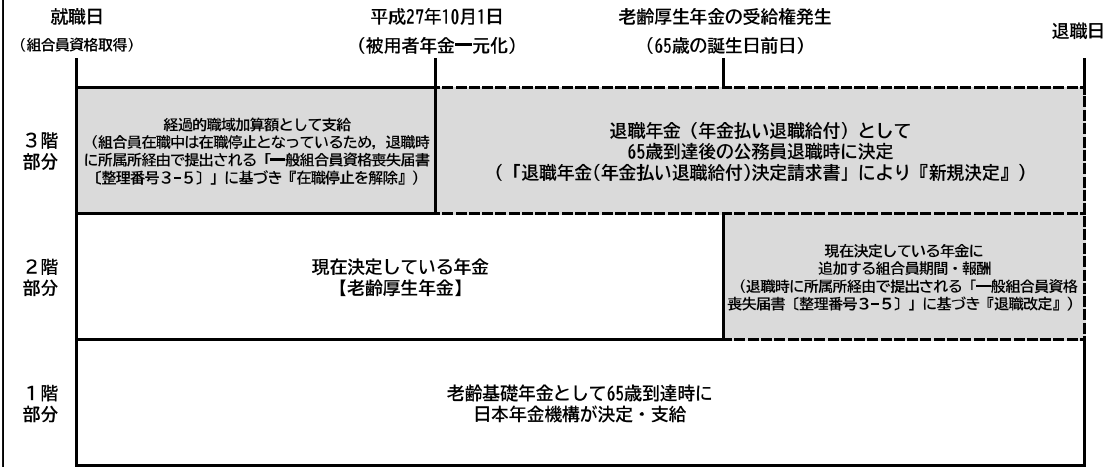 就職日
（組合員資格取得）
平成27年10月1日
（被用者年金一元化）
老齢厚生年金の受給権発生
（65歳の誕生日前日）
退職日
３階
部分
経過的職域加算額として支給
（組合員在職中は在職停止となっているため，退職時
に所属所経由で提出される「一般組合員資格喪失届書
〔整理番号３−５〕」に基づき『在職停止を解除』）
退職年金（年金払い退職給付）として
65歳到達後の公務員退職時に決定
（「退職年金(年金払い退職給付)決定請求書」により『新規決定』）
２階
部分
現在決定している年金
【老齢厚生年金】
現在決定している年金に
追加する組合員期間・報酬
（退職時に所属所経由で提出される「一般組合員資格
喪失届書〔整理番号３−５〕」に基づき『退職改定』）
１階
部分
老齢基礎年金として65歳到達時に
日本年金機構が決定・支給